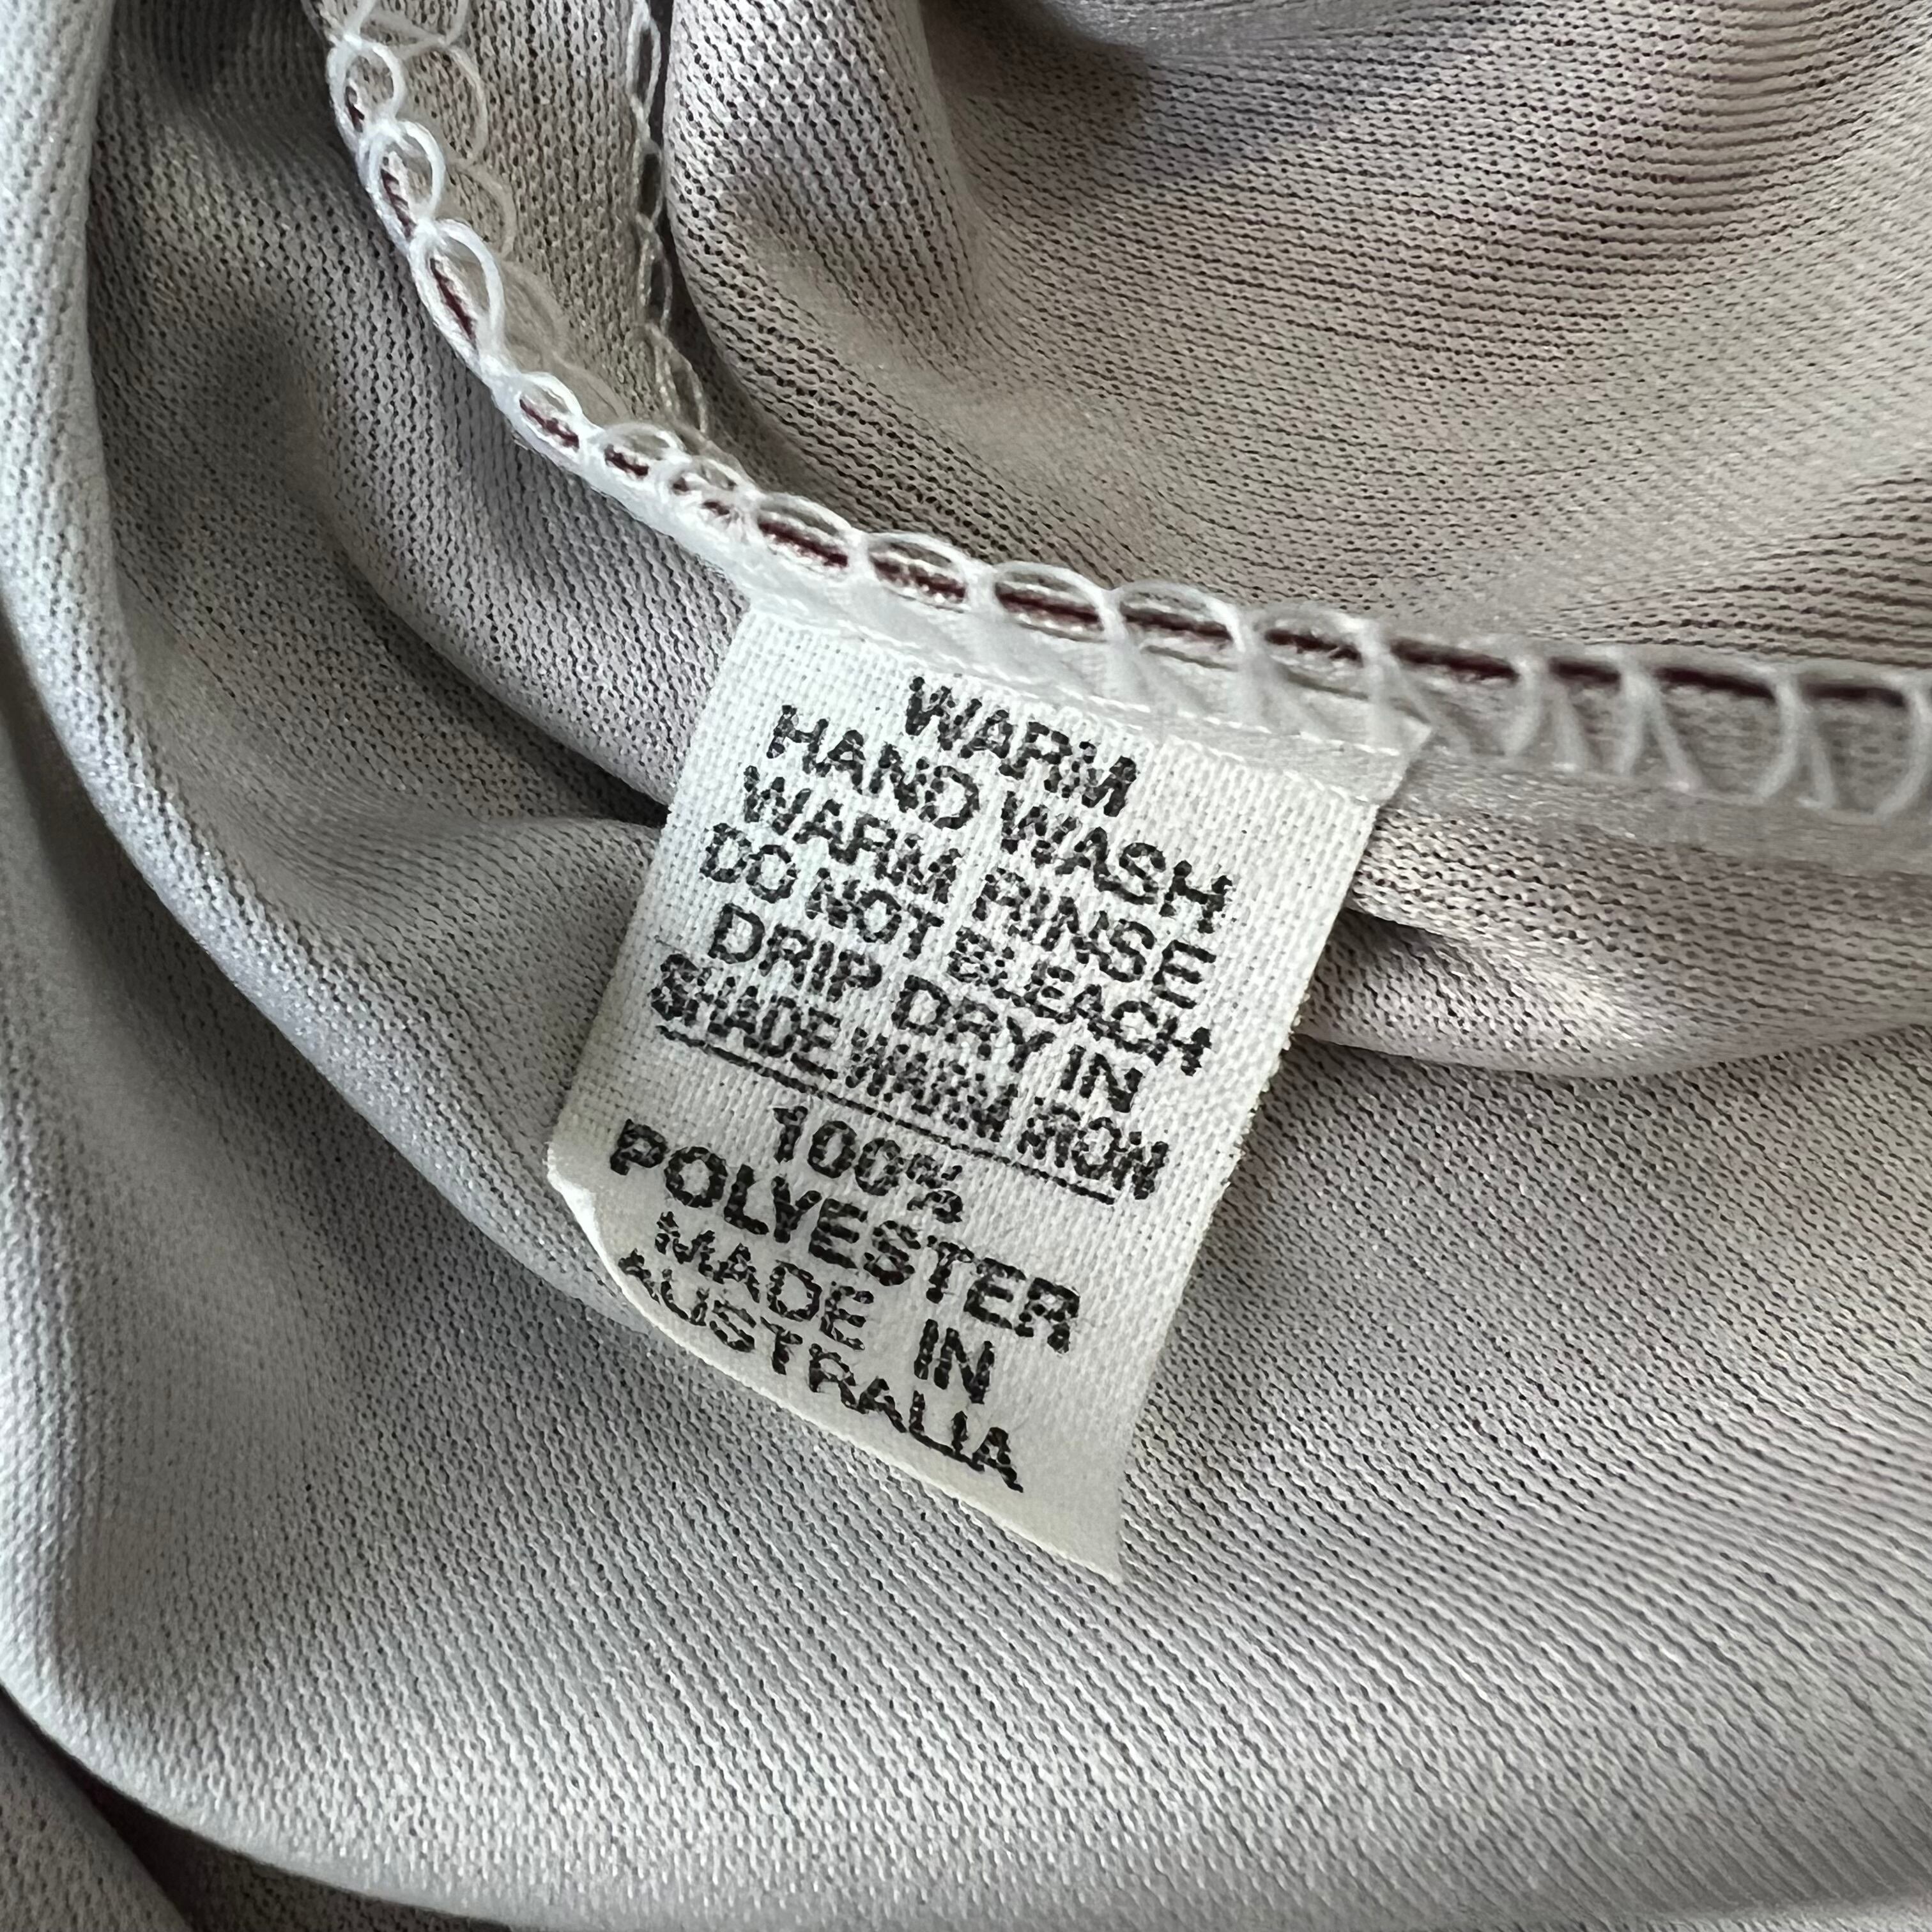 WARM
HAND WASH
WARM RINSE
DO NOT BLEACH
DRIP DRY IN
SHADE WARM IRON
100%
POLYESTER
MADE IN
AUSTRALIA